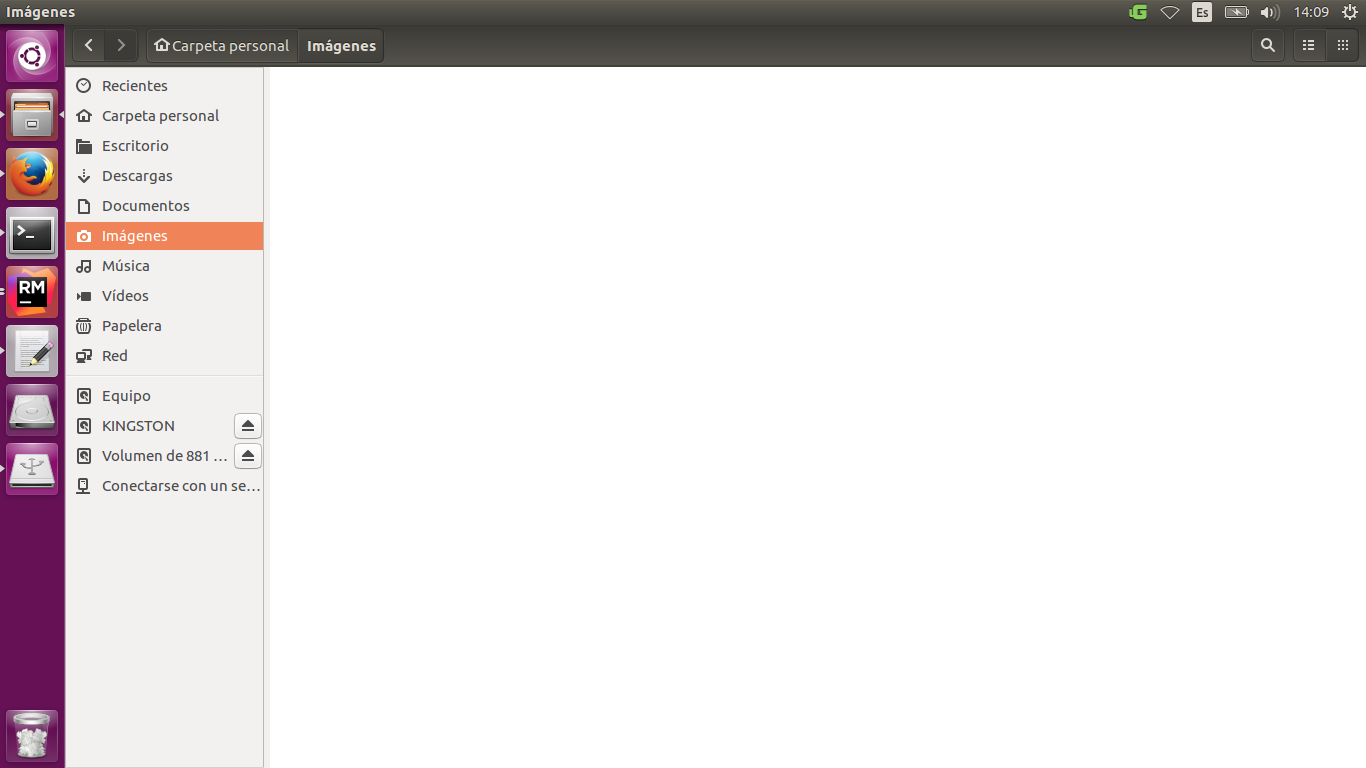 Imágenes
Es
14:09
Carpeta personal
Imágenes
Recientes
Carpeta personal
Escritorio
Descargas
Documentos
Imágenes
Música
Vídeos
Papelera
Red
Equipo
KINGSTON
Volumen de 881 …
Conectarse con un se…
RM